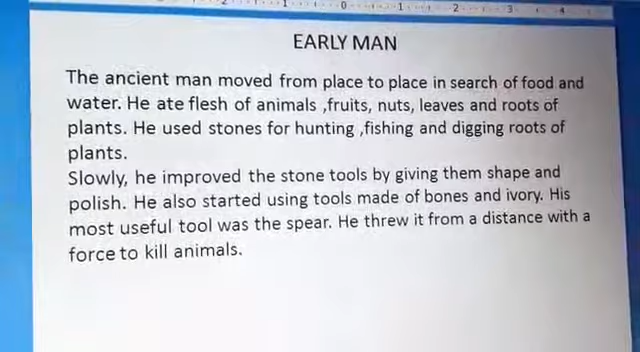 EARLY MAN
The ancient man moved from place to place in search of food and
water. He ate flesh of animals ,fruits, nuts, leaves and roots of
plants. He used stones for hunting ,fishing and digging roots of
plants.
Slowly, he improved the stone tools by giving them shape and
polish. He also started using tools made of bones and ivory. His
most useful tool was the spear. He threw it from a distance with a
force to kill animals.